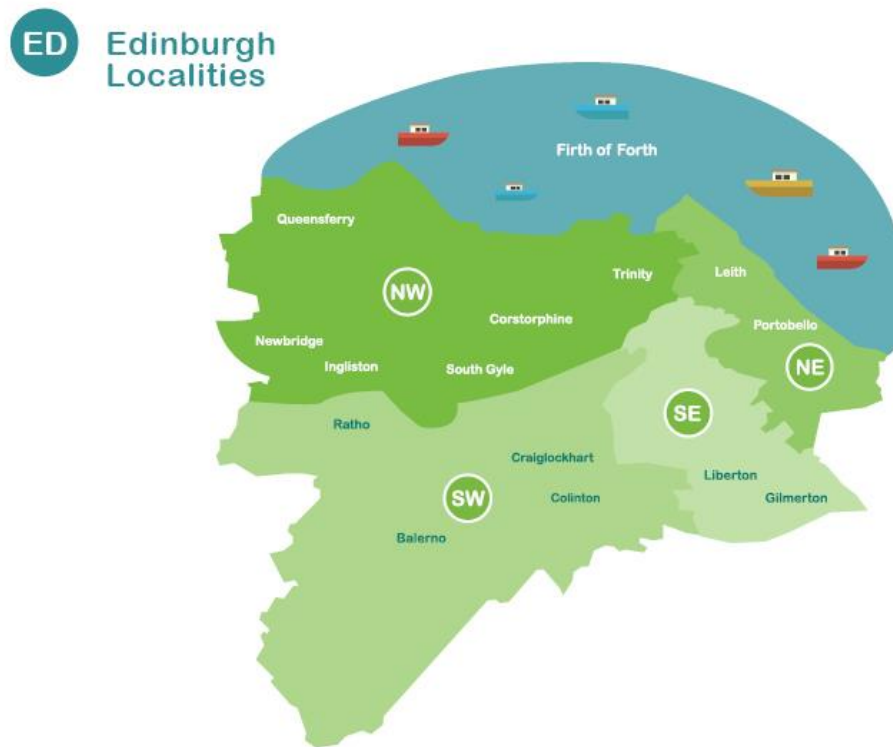 ED
Edinburgh
Localities
Firth of Forth
Queensferry
Trinity
Leith
NW
Corstorphine
Portobello
Newbridge
Ingliston
South Gyle
NE
SE
Ratho
Craiglockhart
Liberton
SW
Colinton
Gilmerton
Balerno